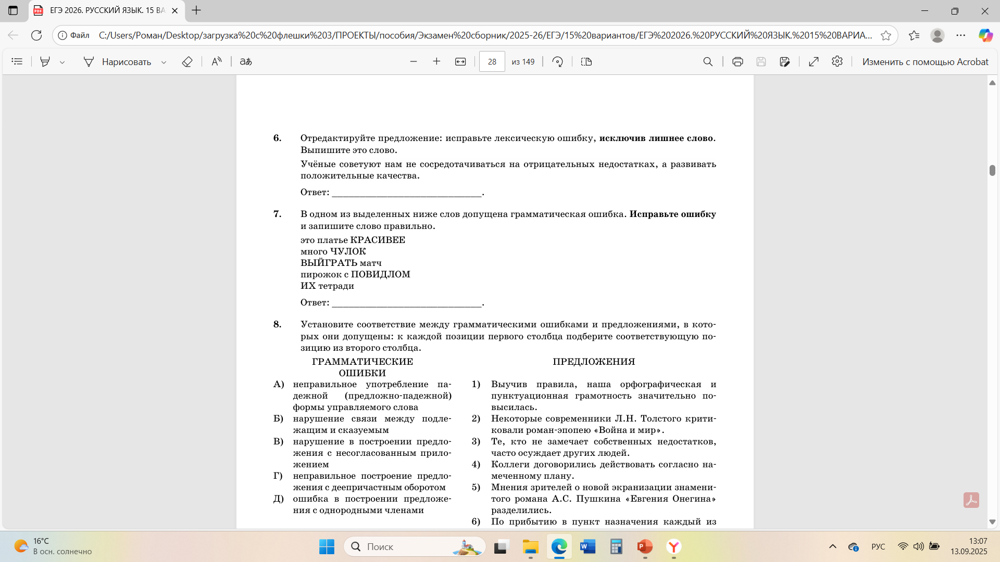 ЕГЭ 2026. РУССКИЙ ЯЗЫК. 15 ВА
Файл
C:/Users/Роман/Desktop/загрузка%20с%20флешки%203/ПРОЕКТЫ/пособия/Экзамен%20сборник/2025-26/ЕГЭ/15%20вариантов/ЕГЭ%202026.%20РУССКИЙ%20ЯЗЫК.%2015%20ВАРИА...
Нарисовать
28 из 149
Изменить с помощью Acrobat
6. Отредактируйте предложение: исправьте лексическую ошибку, исключив лишнее слово.
Выпишите это слово.
Учёные советуют нам не сосредотачиваться на отрицательных недостатках, а развивать
положительные качества.
Ответ: ____________________________.
7. В одном из выделенных ниже слов допущена грамматическая ошибка. Исправьте ошибку
и запишите слово правильно.
это платье КРАСИВЕЕ
много ЧУЛОК
ВЫЙГРАТЬ матч
пирожок с ПОВИДЛОМ
ИХ тетради
Ответ: ____________________________.
8. Установите соответствие между грамматическими ошибками и предложениями, в кото-
рых они допущены: к каждой позиции первого столбца подберите соответствующую по-
зицию из второго столбца.
ГРАММАТИЧЕСКИЕ
ОШИБКИ
А) неправильное употребление па-
дежной (предложно-падежной)
формы управляемого слова
Б) нарушение связи между подле-
жащим и сказуемым
В) нарушение в построении предло-
жения с несогласованным прило-
жением
Г) неправильное построение предло-
жения с деепричастным оборотом
Д) ошибка в построении предложе-
ния с однородными членами
ПРЕДЛОЖЕНИЯ
1) Выучив правила, наша орфографическая и
пунктуационная грамотность значительно по-
высилась.
2) Некоторые современники Л.Н. Толстого крити-
ковали роман-эпопею «Война и мир».
3) Те, кто не замечает собственных недостатков,
часто осуждает других людей.
4) Коллеги договорились действовать согласно на-
меченному плану.
5) Мнения зрителей о новой экранизации знамени-
того романа А.С. Пушкина «Евгения Онегина»
разделились.
6) По прибытию в пункт назначения каждый из
16°C
В осн. солнечно
Поиск
РУС
13:07
13.09.2025